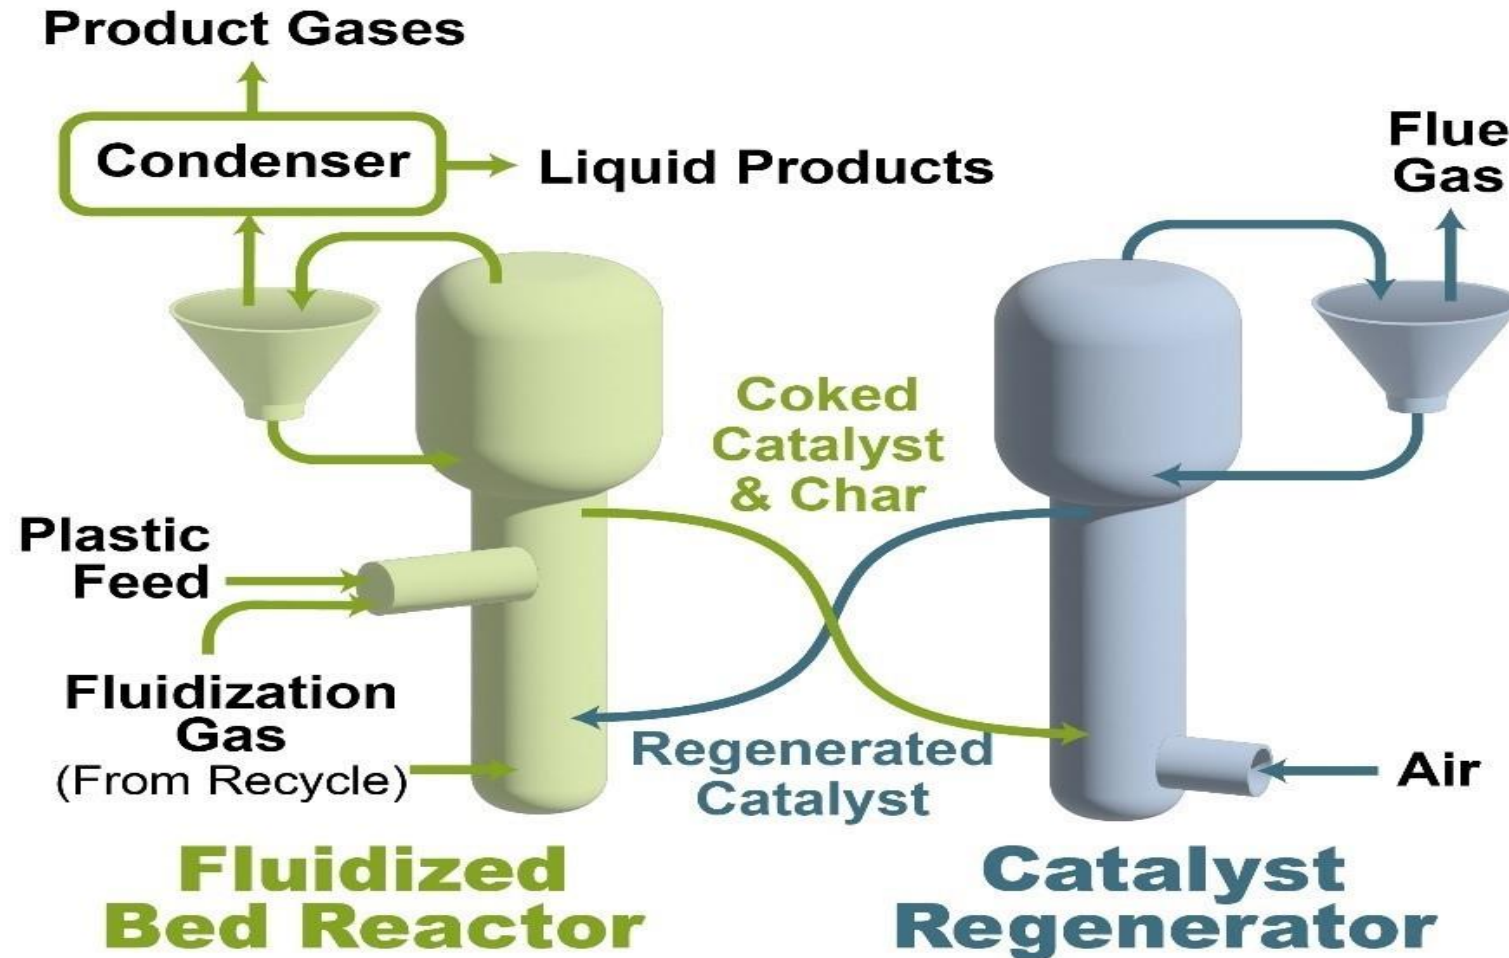 Product Gases
Condenser
Liquid Products
Flue
Gas
Coked
Catalyst
& Char
Plastic
Feed
Fluidization
Gas
(From Recycle)
Regenerated
Catalyst
Air
Fluidized
Bed Reactor
Catalyst
Regenerator